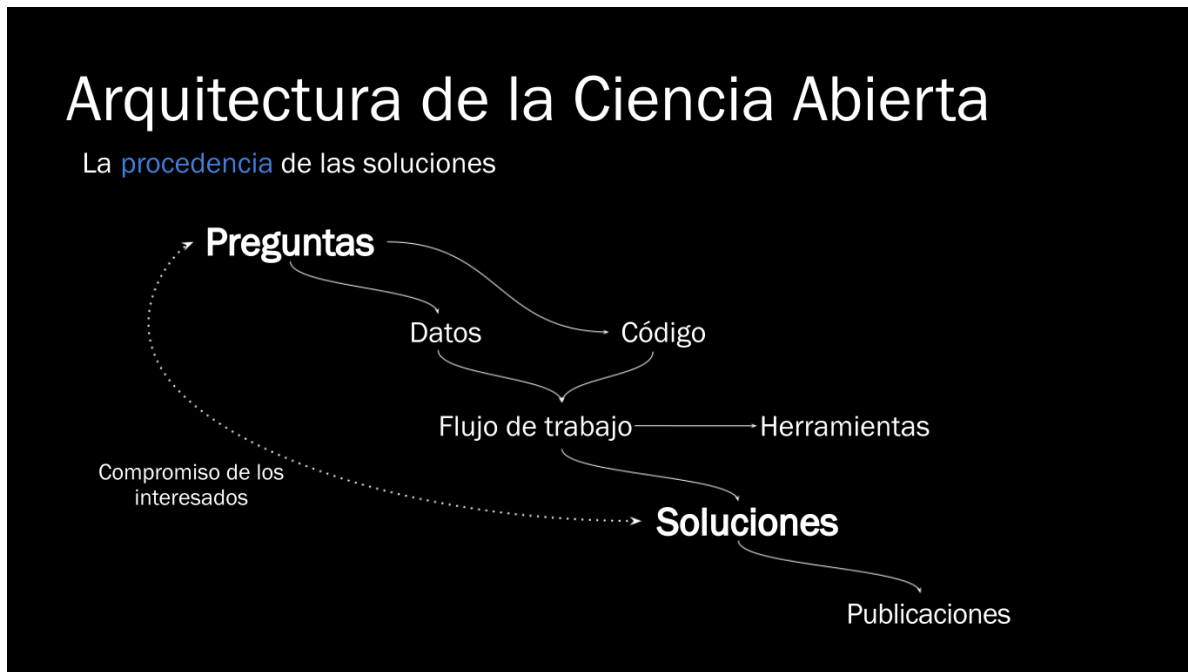 Arquitectura de la Ciencia Abierta
La procedencia de las soluciones
Preguntas
Datos
Código
Flujo de trabajo
Herramientas
Compromiso de los
interesados
Soluciones
Publicaciones